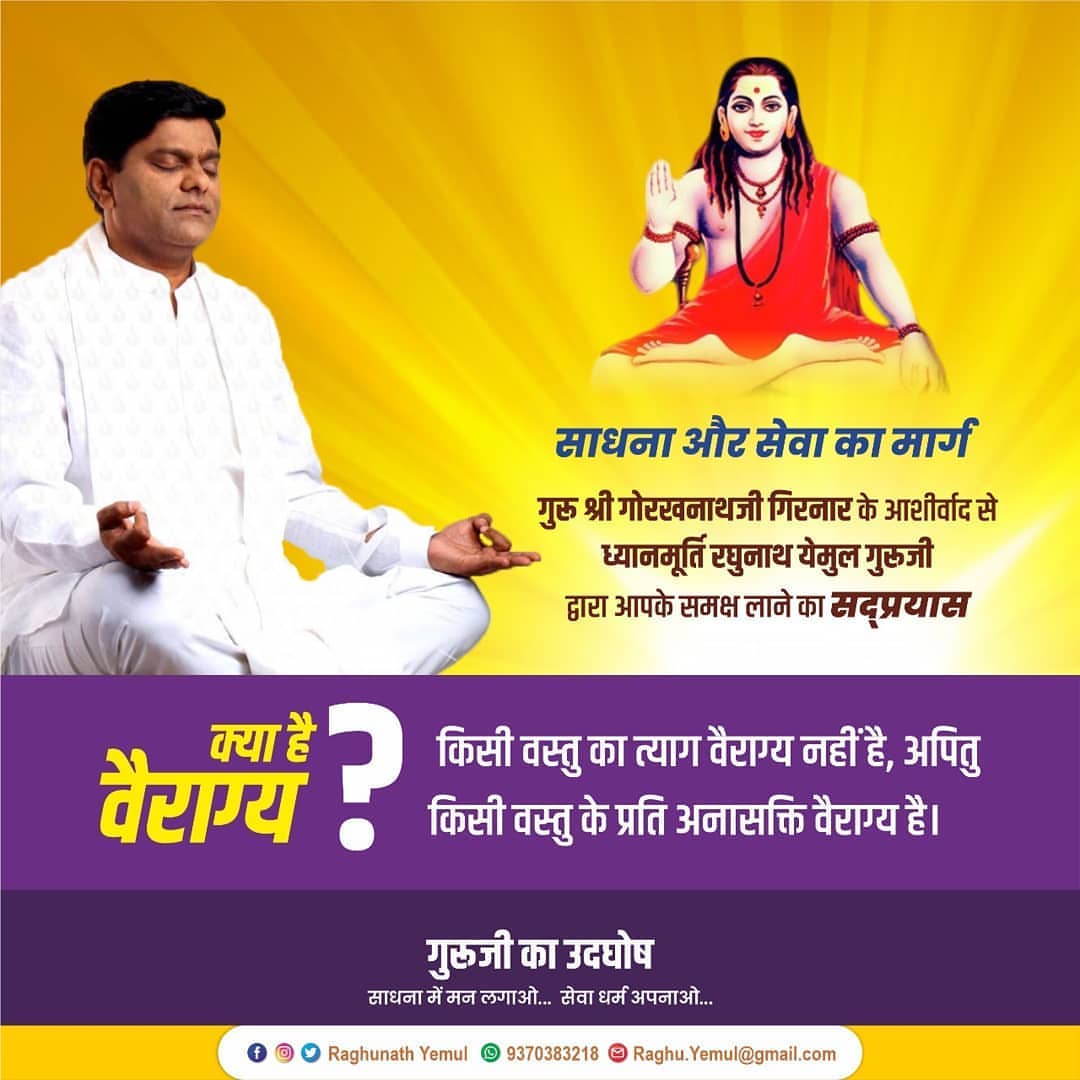 साधना और सेवा का मार्ग
गुरू श्री गोरखनाथजी गिरनार के आशीर्वाद से
ध्यानमूर्ति रघुनाथ येमुल गुरूजी
द्वारा आपके समक्ष लाने का सद्प्रयास
क्या है
वैराग्य ?
किसी वस्तु का त्याग वैराग्य नहीं है, अपितु
किसी वस्तु के प्रति अनासक्ति वैराग्य है।
गुरूजी का उदघोष
साधना में मन लगाओ... सेवा धर्म अपनाओ...
Raghunath Yemul 9370383218 Raghu.Yemul@gmail.com